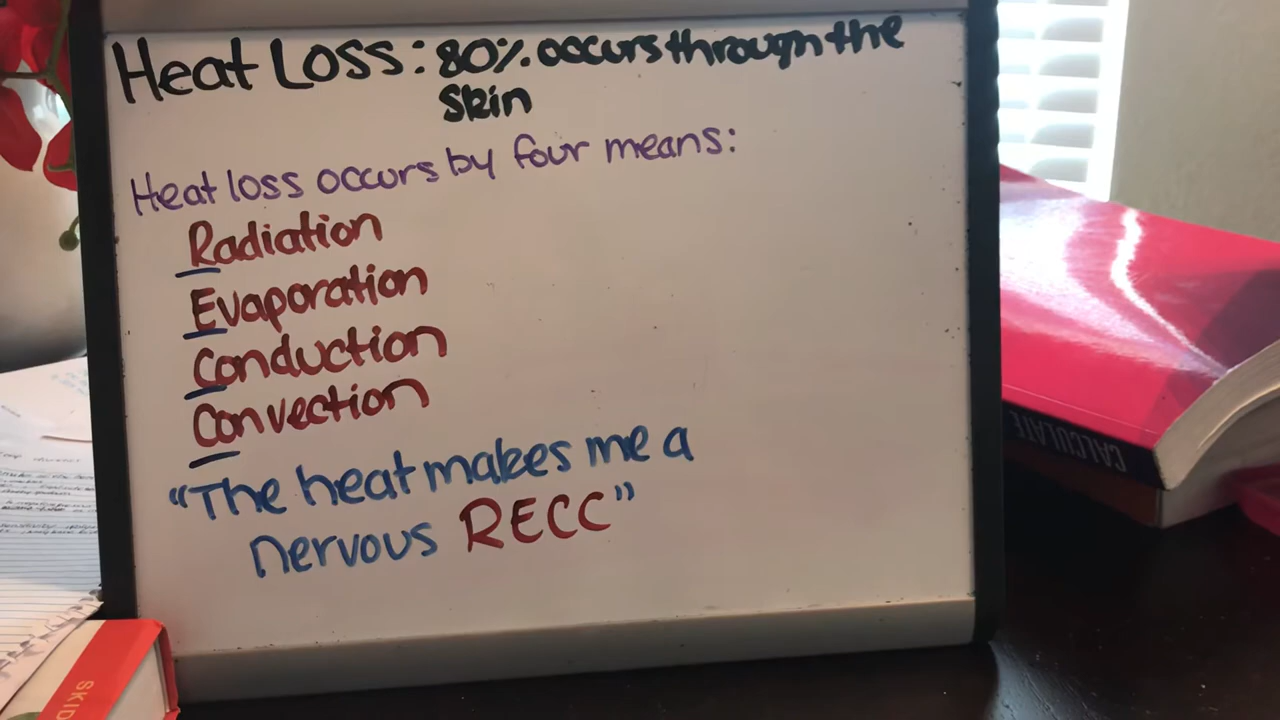 Heat Loss: 80% occurs through the
skin
Heat loss occurs by four means:
Radiation
Evaporation
Conduction
Convection
"The heat makes me a
nervous RECC"
CALCULATE
SKID